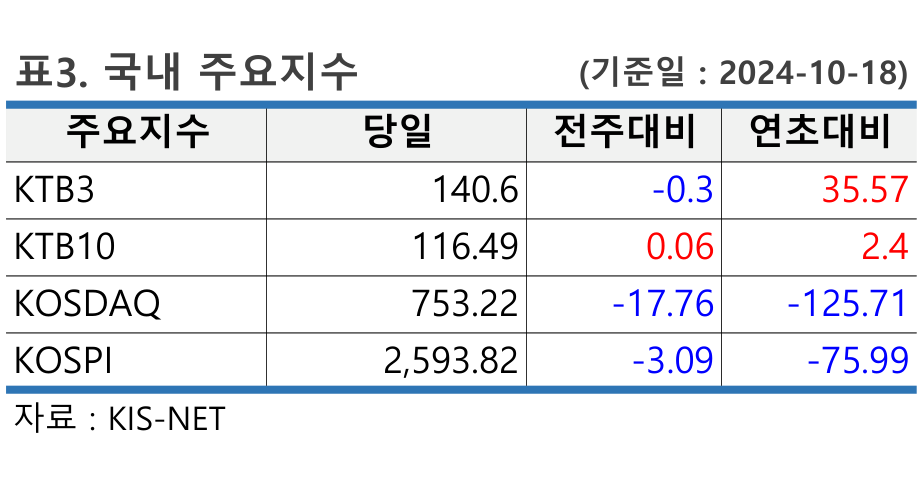 표3. 국내 주요지수 (기준일 : 2024-10-18)
주요지수 당일 전주대비 연초대비
KTB3 140.6 -0.3 35.57
KTB10 116.49 0.06 2.4
KOSDAQ 753.22 -17.76 -125.71
KOSPI 2,593.82 -3.09 -75.99
자료 : KIS-NET